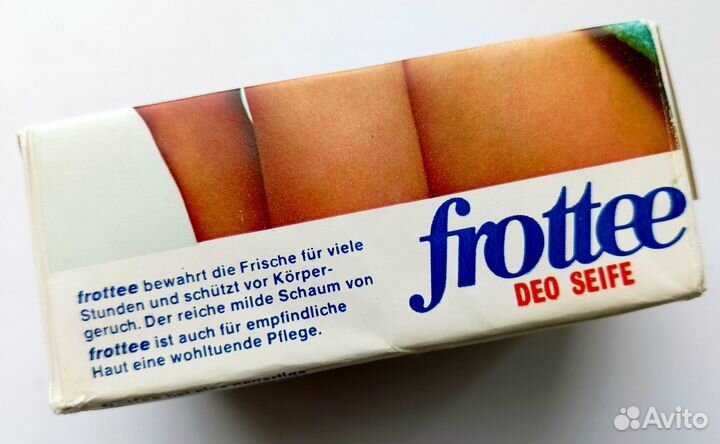 frottee
DEO SEIFE
frottee bewahrt die Frische für viele
Stunden und schützt vor Körper-
geruch. Der reiche milde Schaum von
frottee ist auch für empfindliche
Haut eine wohltuende Pflege.
Avito